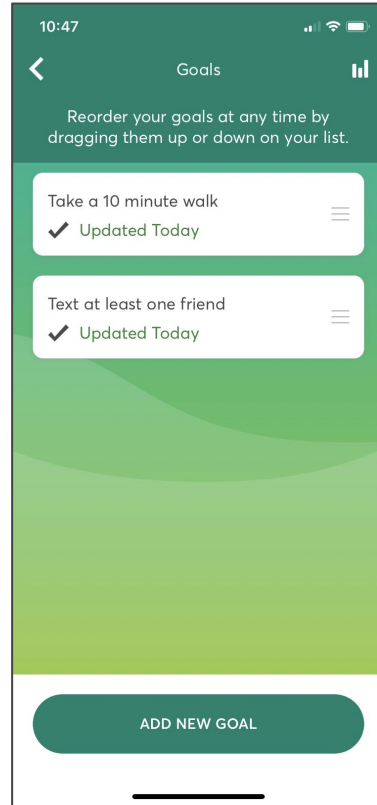 10:47
Goals
Reorder your goals at any time by
dragging them up or down on your list.
Take a 10 minute walk
Updated Today
Text at least one friend
Updated Today
ADD NEW GOAL